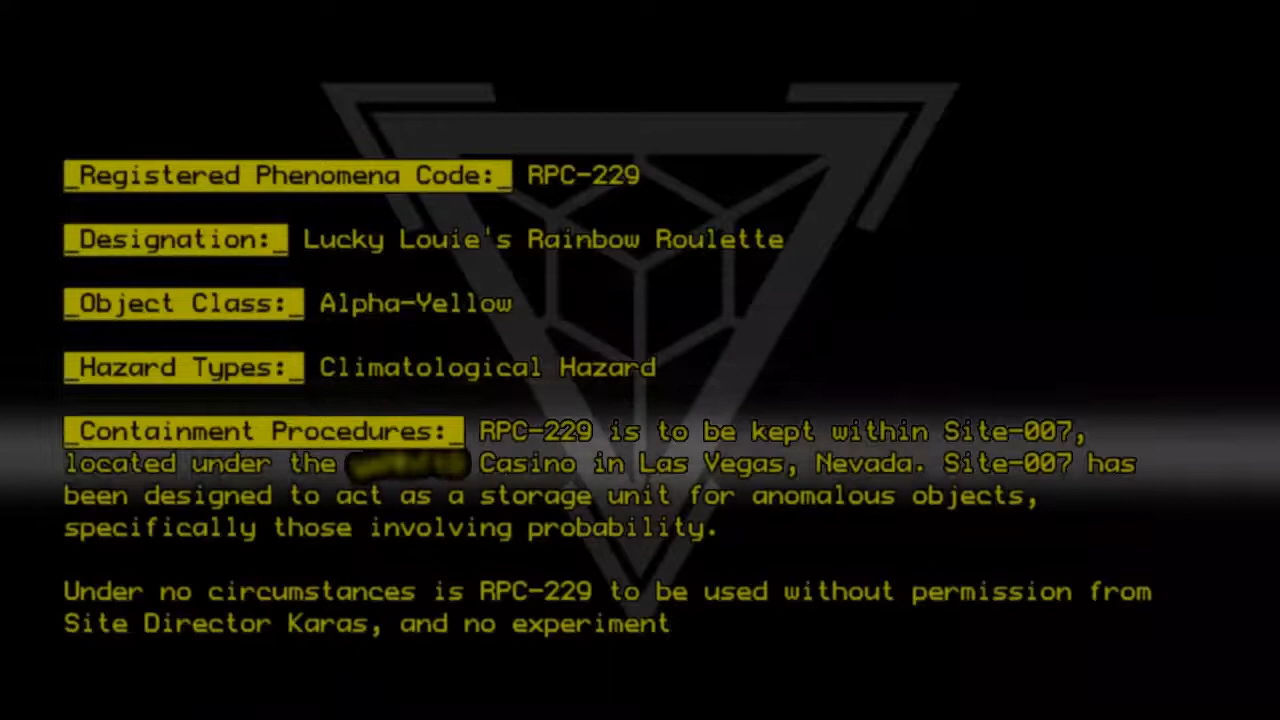 _Registered Phenomena Code:_ RPC-229
_Designation:_ Lucky Louie's Rainbow Roulette
_Object Class:_ Alpha-Yellow
_Hazard Types:_ Climatological Hazard
_Containment Procedures:_ RPC-229 is to be kept within Site-007,
located under the Casino in Las Vegas, Nevada. Site-007 has
been designed to act as a storage unit for anomalous objects,
specifically those involving probability.
Under no circumstances is RPC-229 to be used without permission from
Site Director Karas, and no experiment